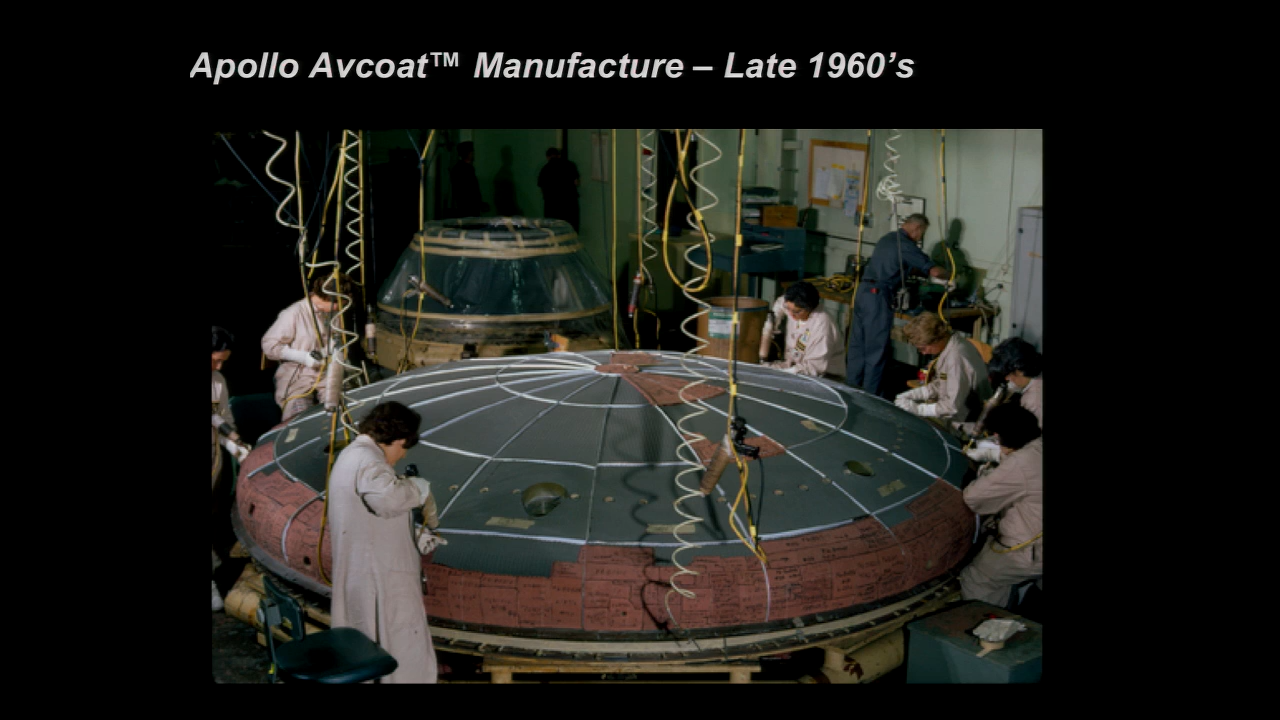 Apollo Avcoat™ Manufacture – Late 1960’s